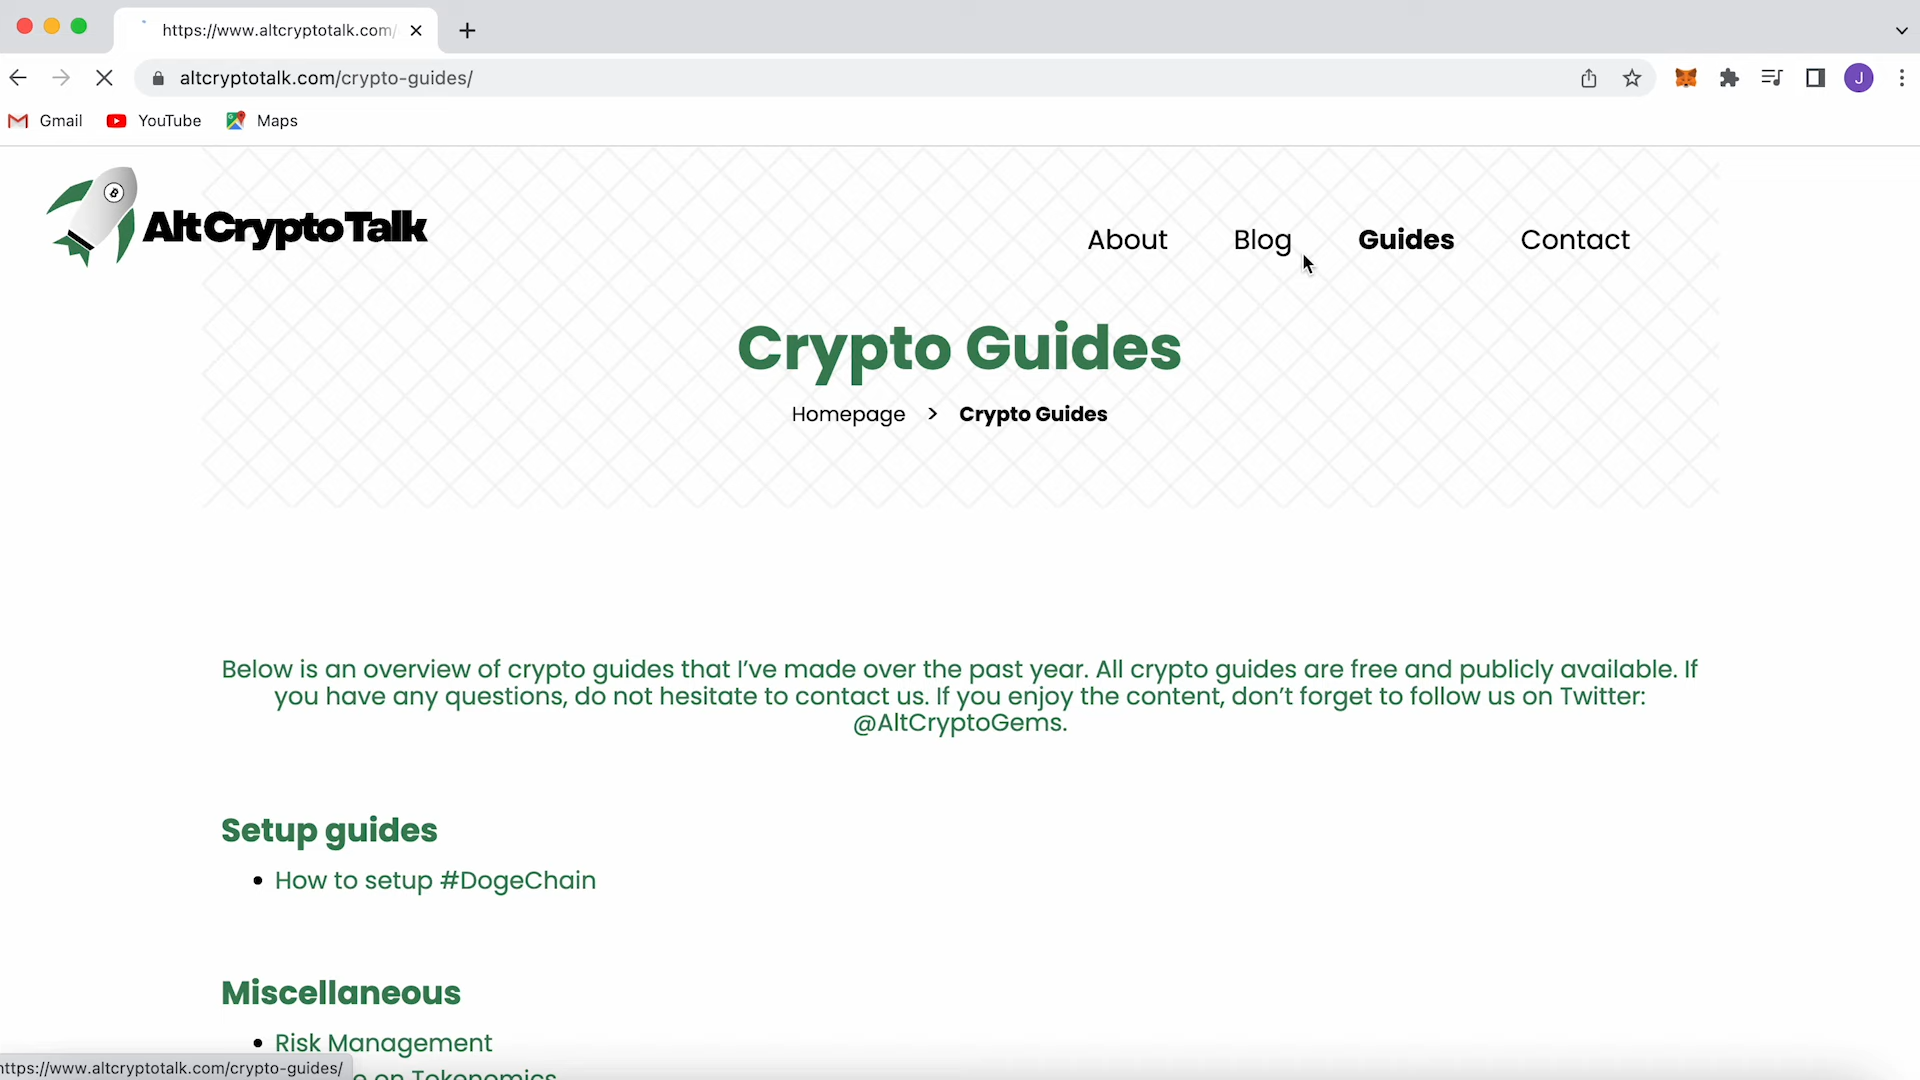 https://www.altcryptotalk.com/
altcryptotalk.com/crypto-guides/
J
Gmail YouTube Maps
AltCryptoTalk
About Blog Guides Contact
Crypto Guides
Homepage > Crypto Guides
Below is an overview of crypto guides that I’ve made over the past year. All crypto guides are free and publicly available. If
you have any questions, do not hesitate to contact us. If you enjoy the content, don’t forget to follow us on Twitter:
@AltCryptoGems.
Setup guides
• How to setup #DogeChain
Miscellaneous
• Risk Management
on Tokenomics
https://www.altcryptotalk.com/crypto-guides/